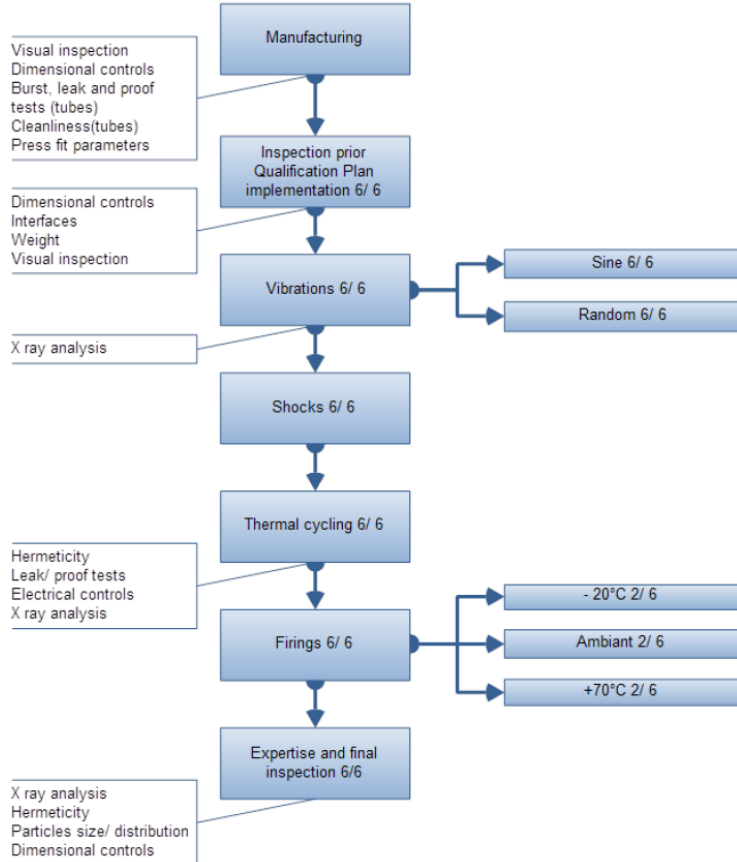 Manufacturing
Visual inspection
Dimensional controls
Burst, leak and proof
tests (tubes)
Cleanliness(tubes)
Press fit parameters
Inspection prior
Qualification Plan
implementation 6/ 6
Dimensional controls
Interfaces
Weight
Visual inspection
Vibrations 6/ 6
Sine 6/ 6
Random 6/ 6
X ray analysis
Shocks 6/ 6
Thermal cycling 6/ 6
Hermeticity
Leak/ proof tests
Electrical controls
X ray analysis
Firings 6/ 6
- 20°C 2/ 6
Ambiant 2/ 6
+70°C 2/ 6
Expertise and final
inspection 6/6
X ray analysis
Hermeticity
Particles size/ distribution
Dimensional controls